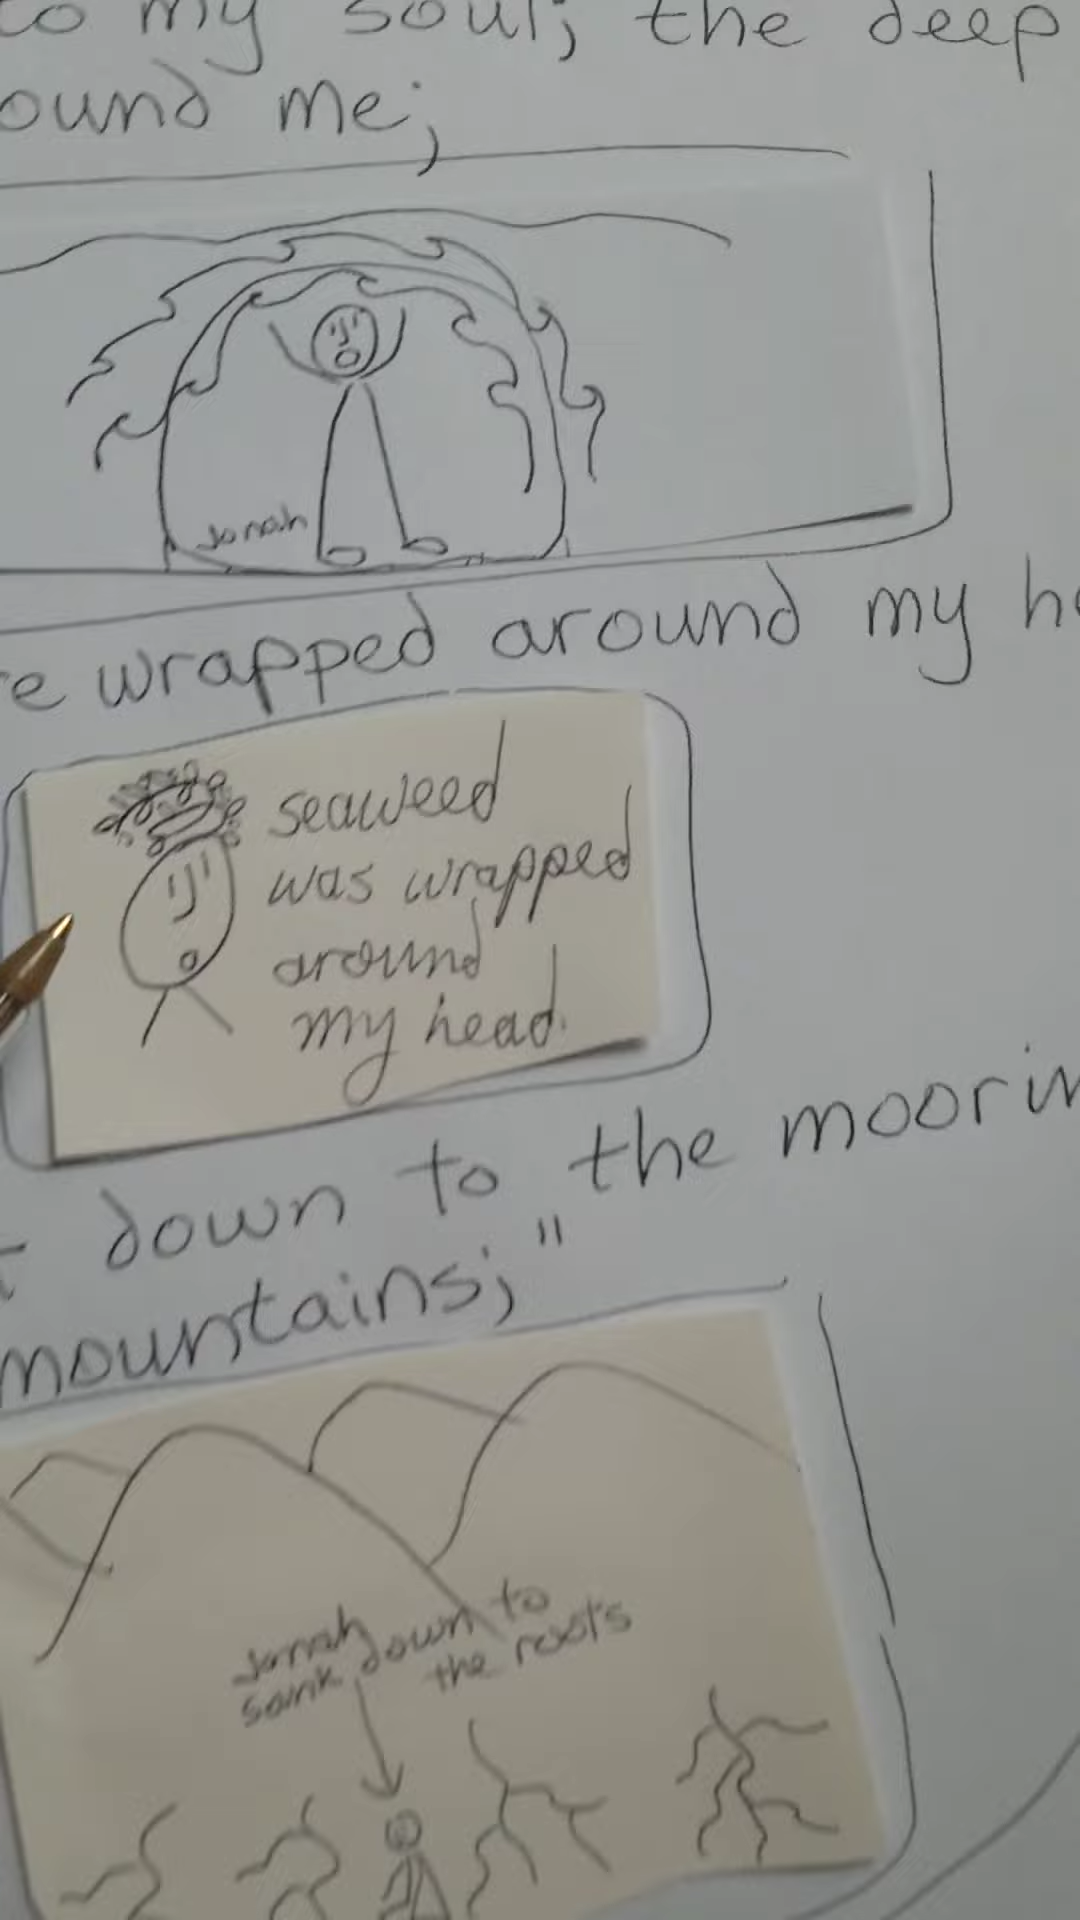 to my soul; the deep
ound me;
Jonah
e wrapped around my
seaweed
was wrapped
around
my head.
down to the
mountains;"
Jonah
sank down to
the roots